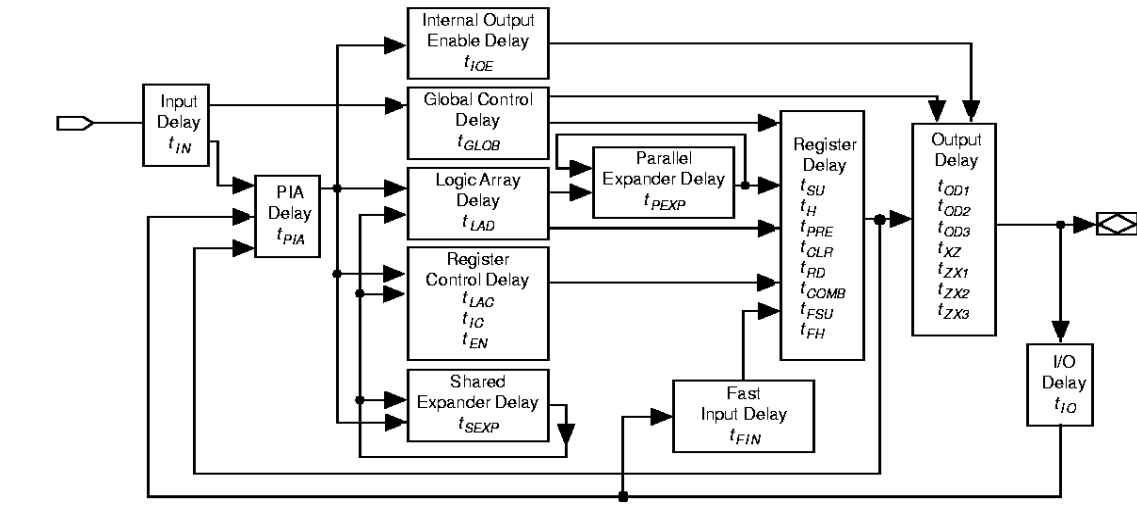 Internal Output
Enable Delay
tIOE
Input
Delay
tIN
Global Control
Delay
tGLOB
PIA
Delay
tPIA
Logic Array
Delay
tLAD
Parallel
Expander Delay
tPEXP
Register
Control Delay
tLAC
tIC
tEN
Shared
Expander Delay
tSEXP
Fast
Input Delay
tFIN
Register
Delay
tSU
tH
tPRE
tCLR
tRD
tCOMB
tFSU
tFH
Output
Delay
tOD1
tOD2
tOD3
tXZ
tZX1
tZX2
tZX3
I/O
Delay
tIO